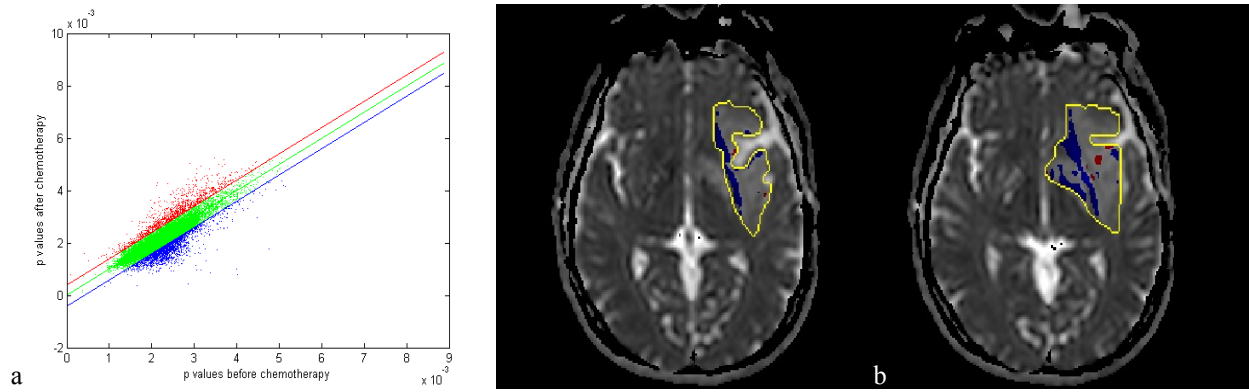 x 10⁻³
10
8
6
4
2
0
-2
p values after chemotherapy
0 1 2 3 4 5 6 7 8 9
p values before chemotherapy
x 10⁻³
a
b